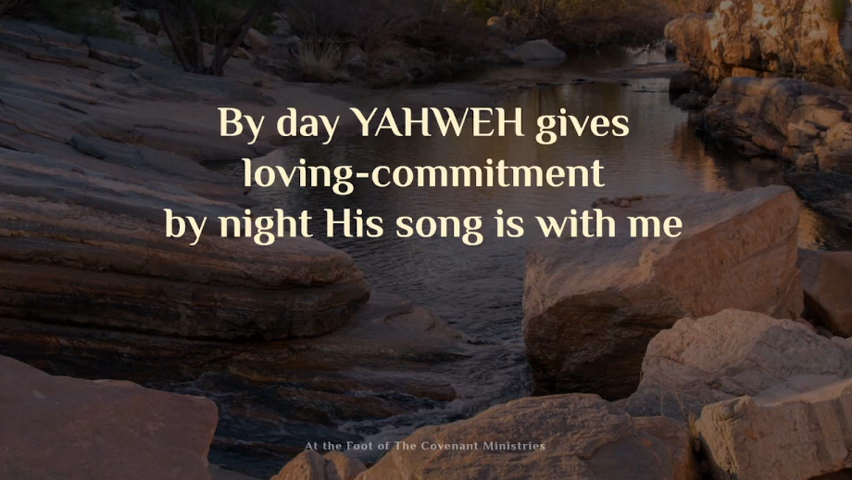 By day YAHWEH gives
loving-commitment
by night His song is with me
At the Foot of The Covenant Ministries